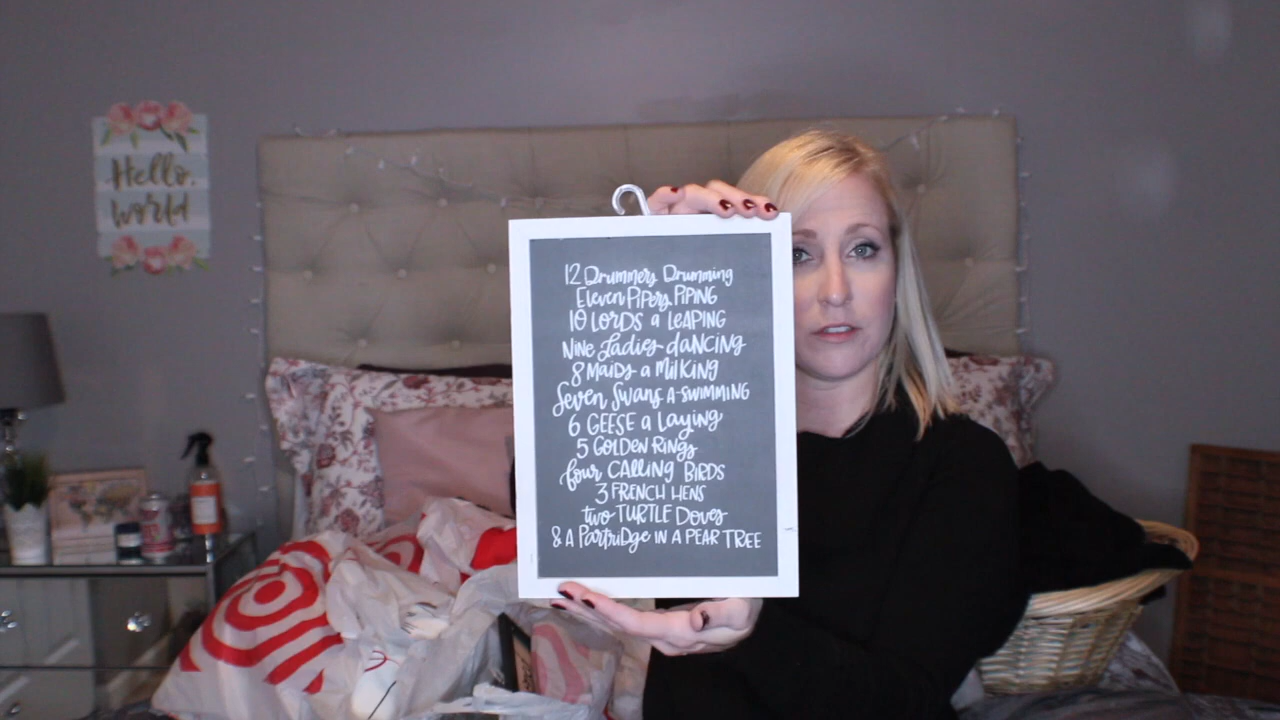 Hello,
world
12 Drummers Drumming
Eleven Pipers PIPING
10 LORDS a LEAPING
Nine Ladies dANCING
8 MAIDS a MILKING
Seven Swans A-SWIMMING
6 GEESE a Laying
5 GOLDEN RINGS
four CALLING BIRDS
3 FRENCH HENS
two TURTLE Doves
& A PartriDge IN A PEAR TREE